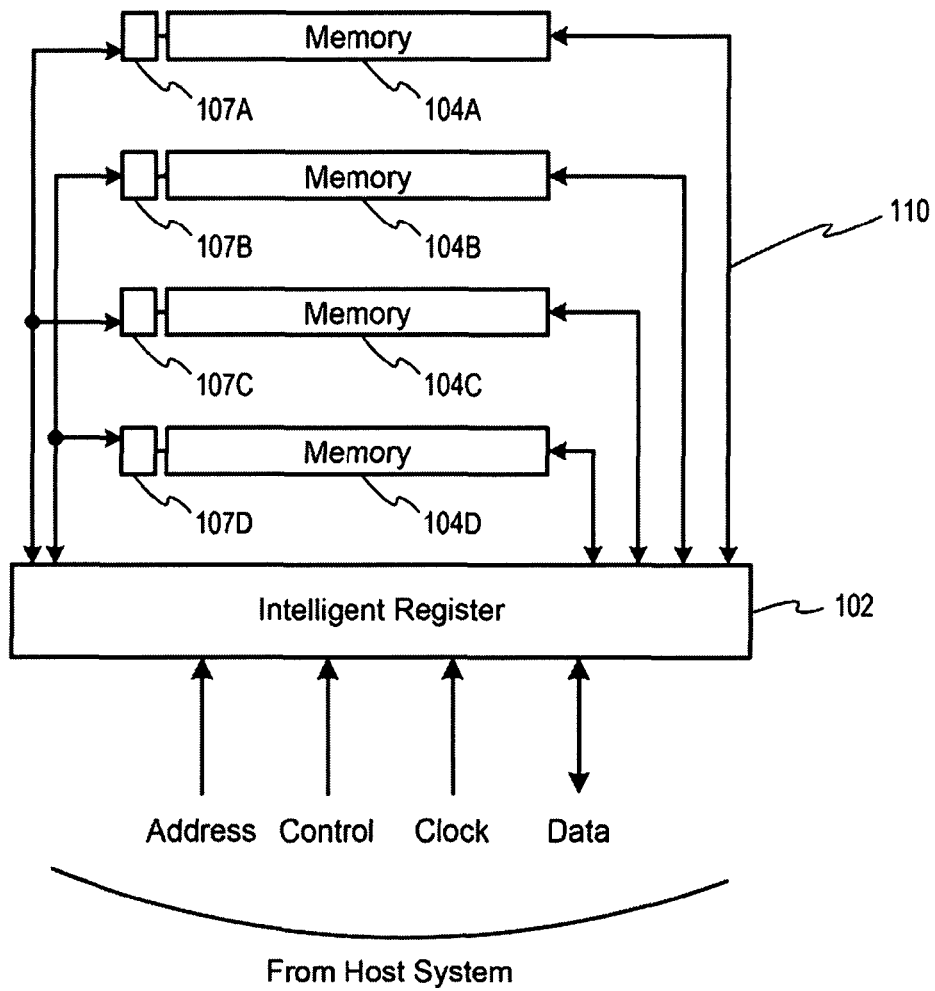 Memory
107A 104A
Memory
110
107B 104B
Memory
107C 104C
Memory
107D 104D
Intelligent Register
102
Address Control Clock Data
From Host System